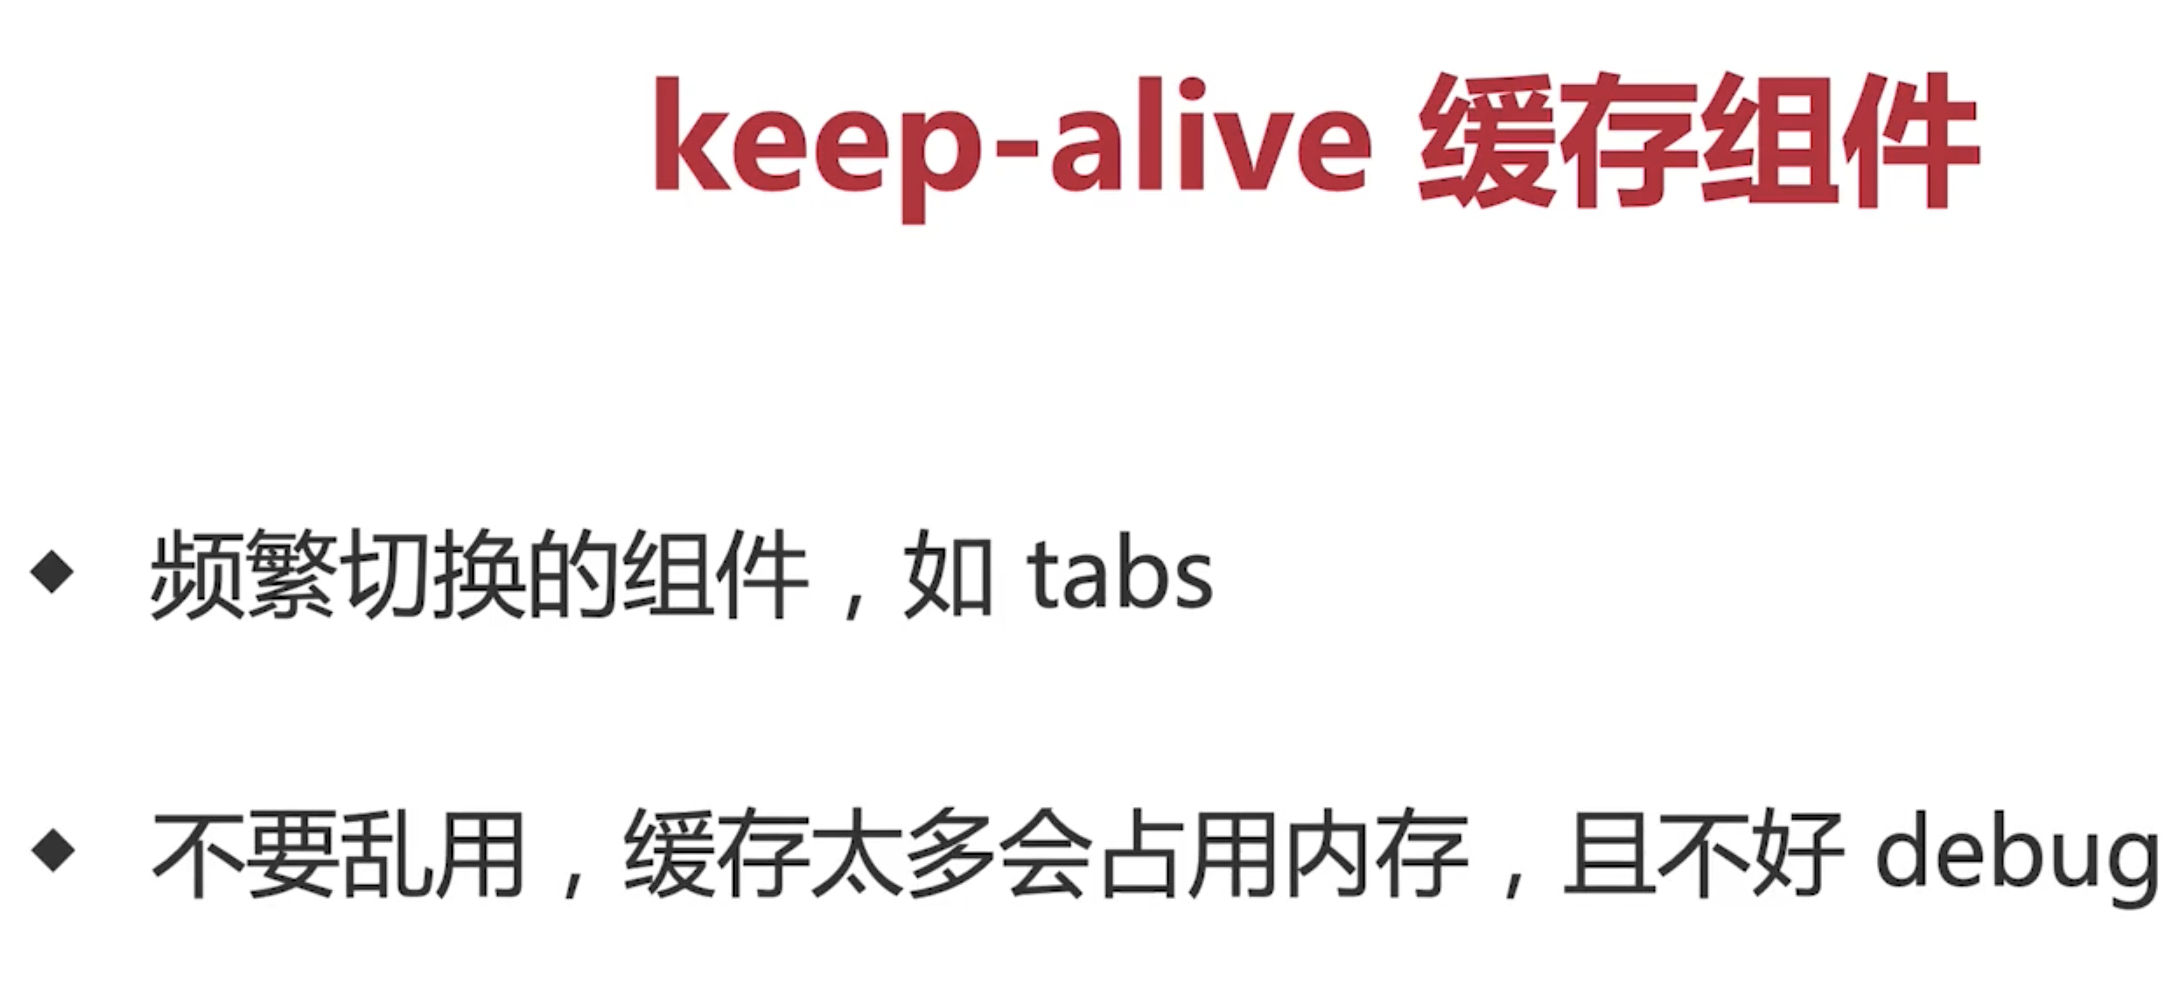 keep-alive 缓存组件
◆ 频繁切换的组件，如 tabs
◆ 不要乱用，缓存太多会占用内存，且不好 debug